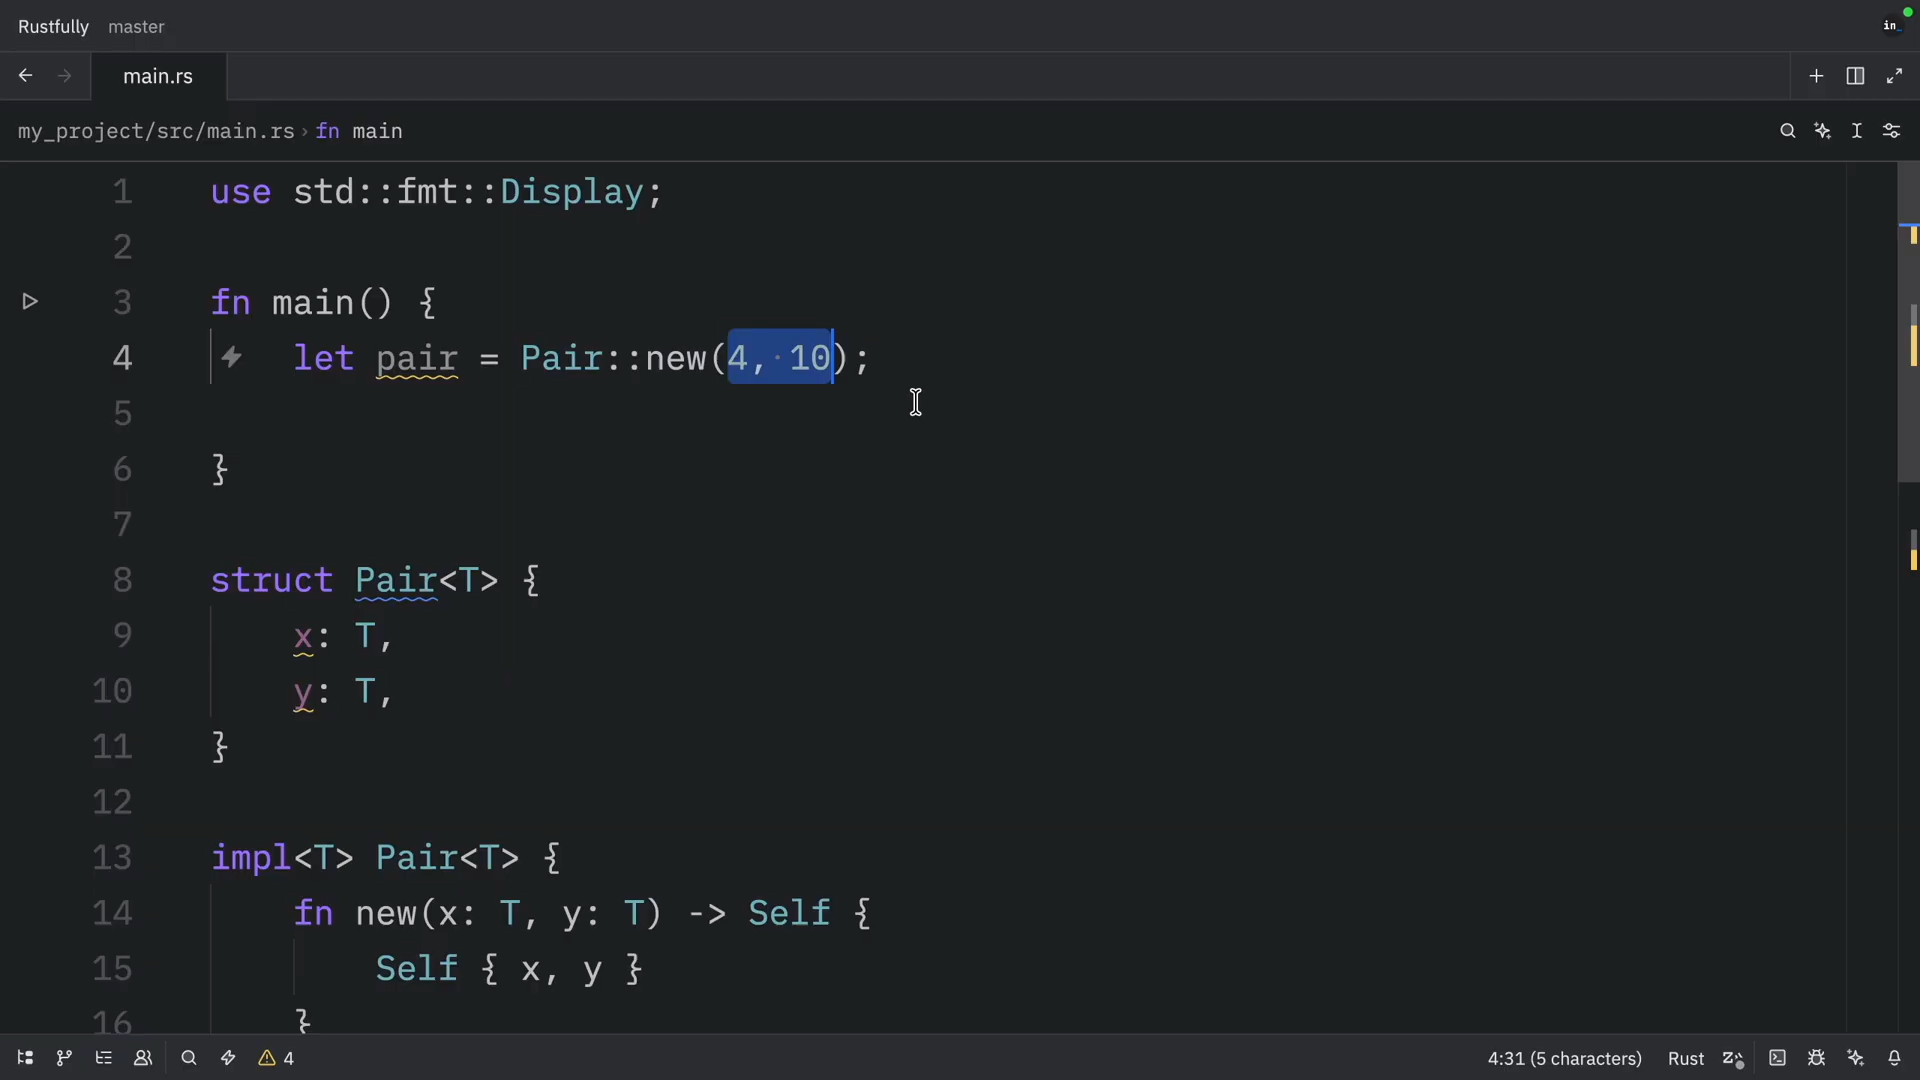 Rustfully master
in_
main.rs
my_project/src/main.rs › fn main
1 use std::fmt::Display;
2
3 fn main() {
4 let pair = Pair::new(4, 10);
5
6 }
7
8 struct Pair<T> {
9 x: T,
10 y: T,
11 }
12
13 impl<T> Pair<T> {
14 fn new(x: T, y: T) -> Self {
15 Self { x, y }
16 }
4 4:31 (5 characters) Rust